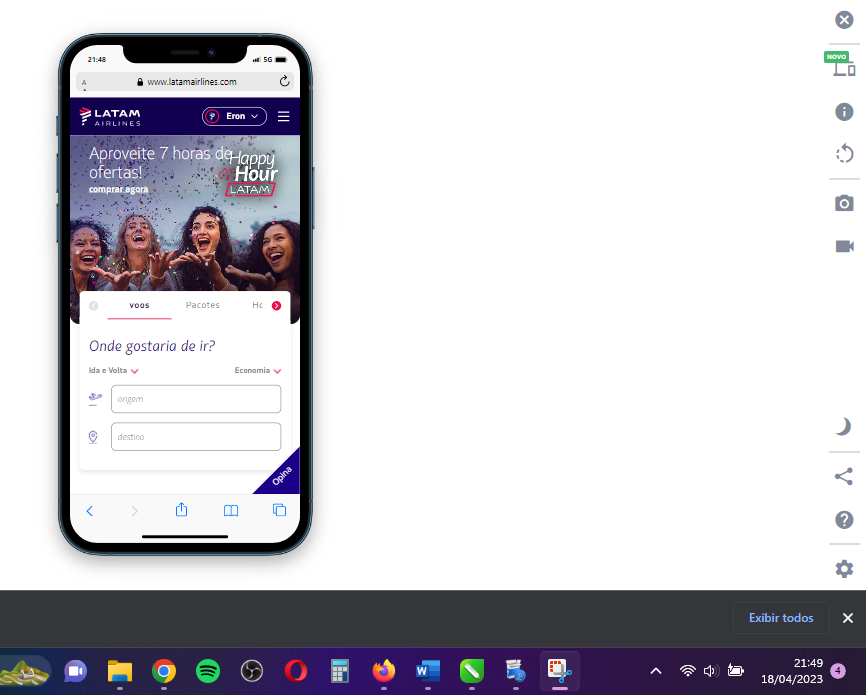 NOVO
21:48
5G
A
www.latamairlines.com
LATAM
AIRLINES
Eron
Aproveite 7 horas de
ofertas!
comprar agora
Happy
Hour
LATAM
voos
Pacotes
Ho
Onde gostaria de ir?
Ida e Volta
Economia
origem
destino
Opina
Exibir todos
21:49
18/04/2023
4